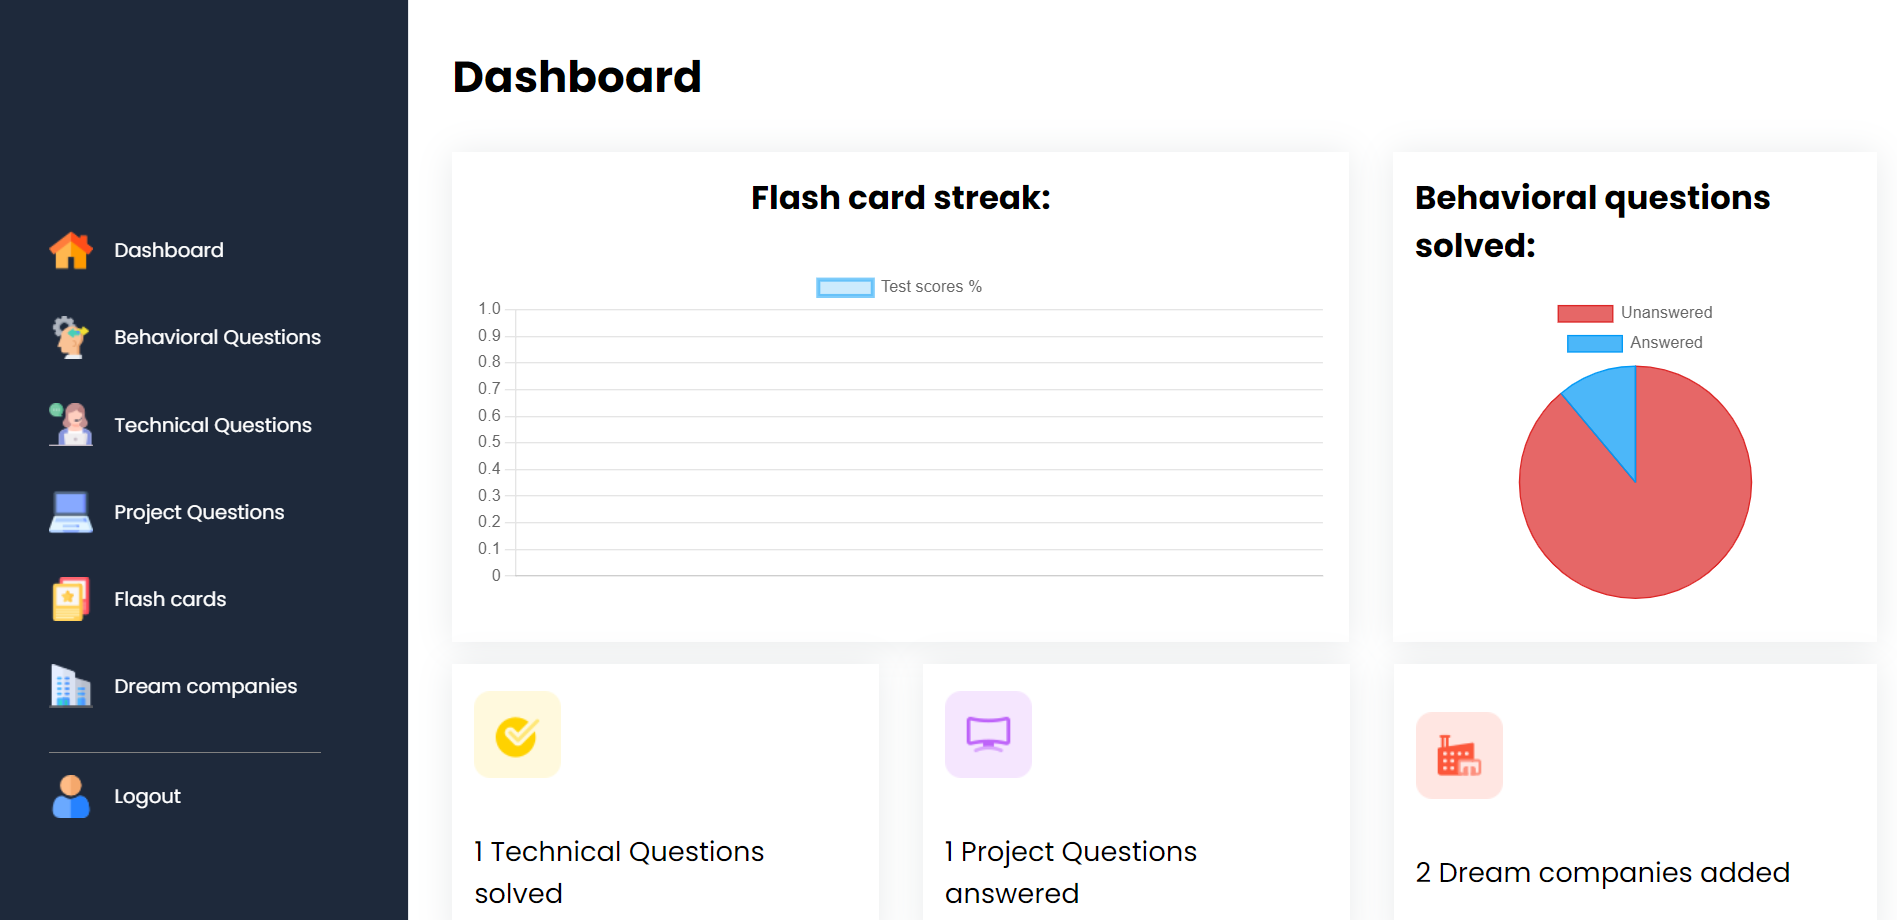 Dashboard
Behavioral Questions
Technical Questions
Project Questions
Flash cards
Dream companies
Logout
Dashboard
Flash card streak:
Test scores %
1.0
0.9
0.8
0.7
0.6
0.5
0.4
0.3
0.2
0.1
0
Behavioral questions
solved:
Unanswered
Answered
1 Technical Questions
solved
1 Project Questions
answered
2 Dream companies added